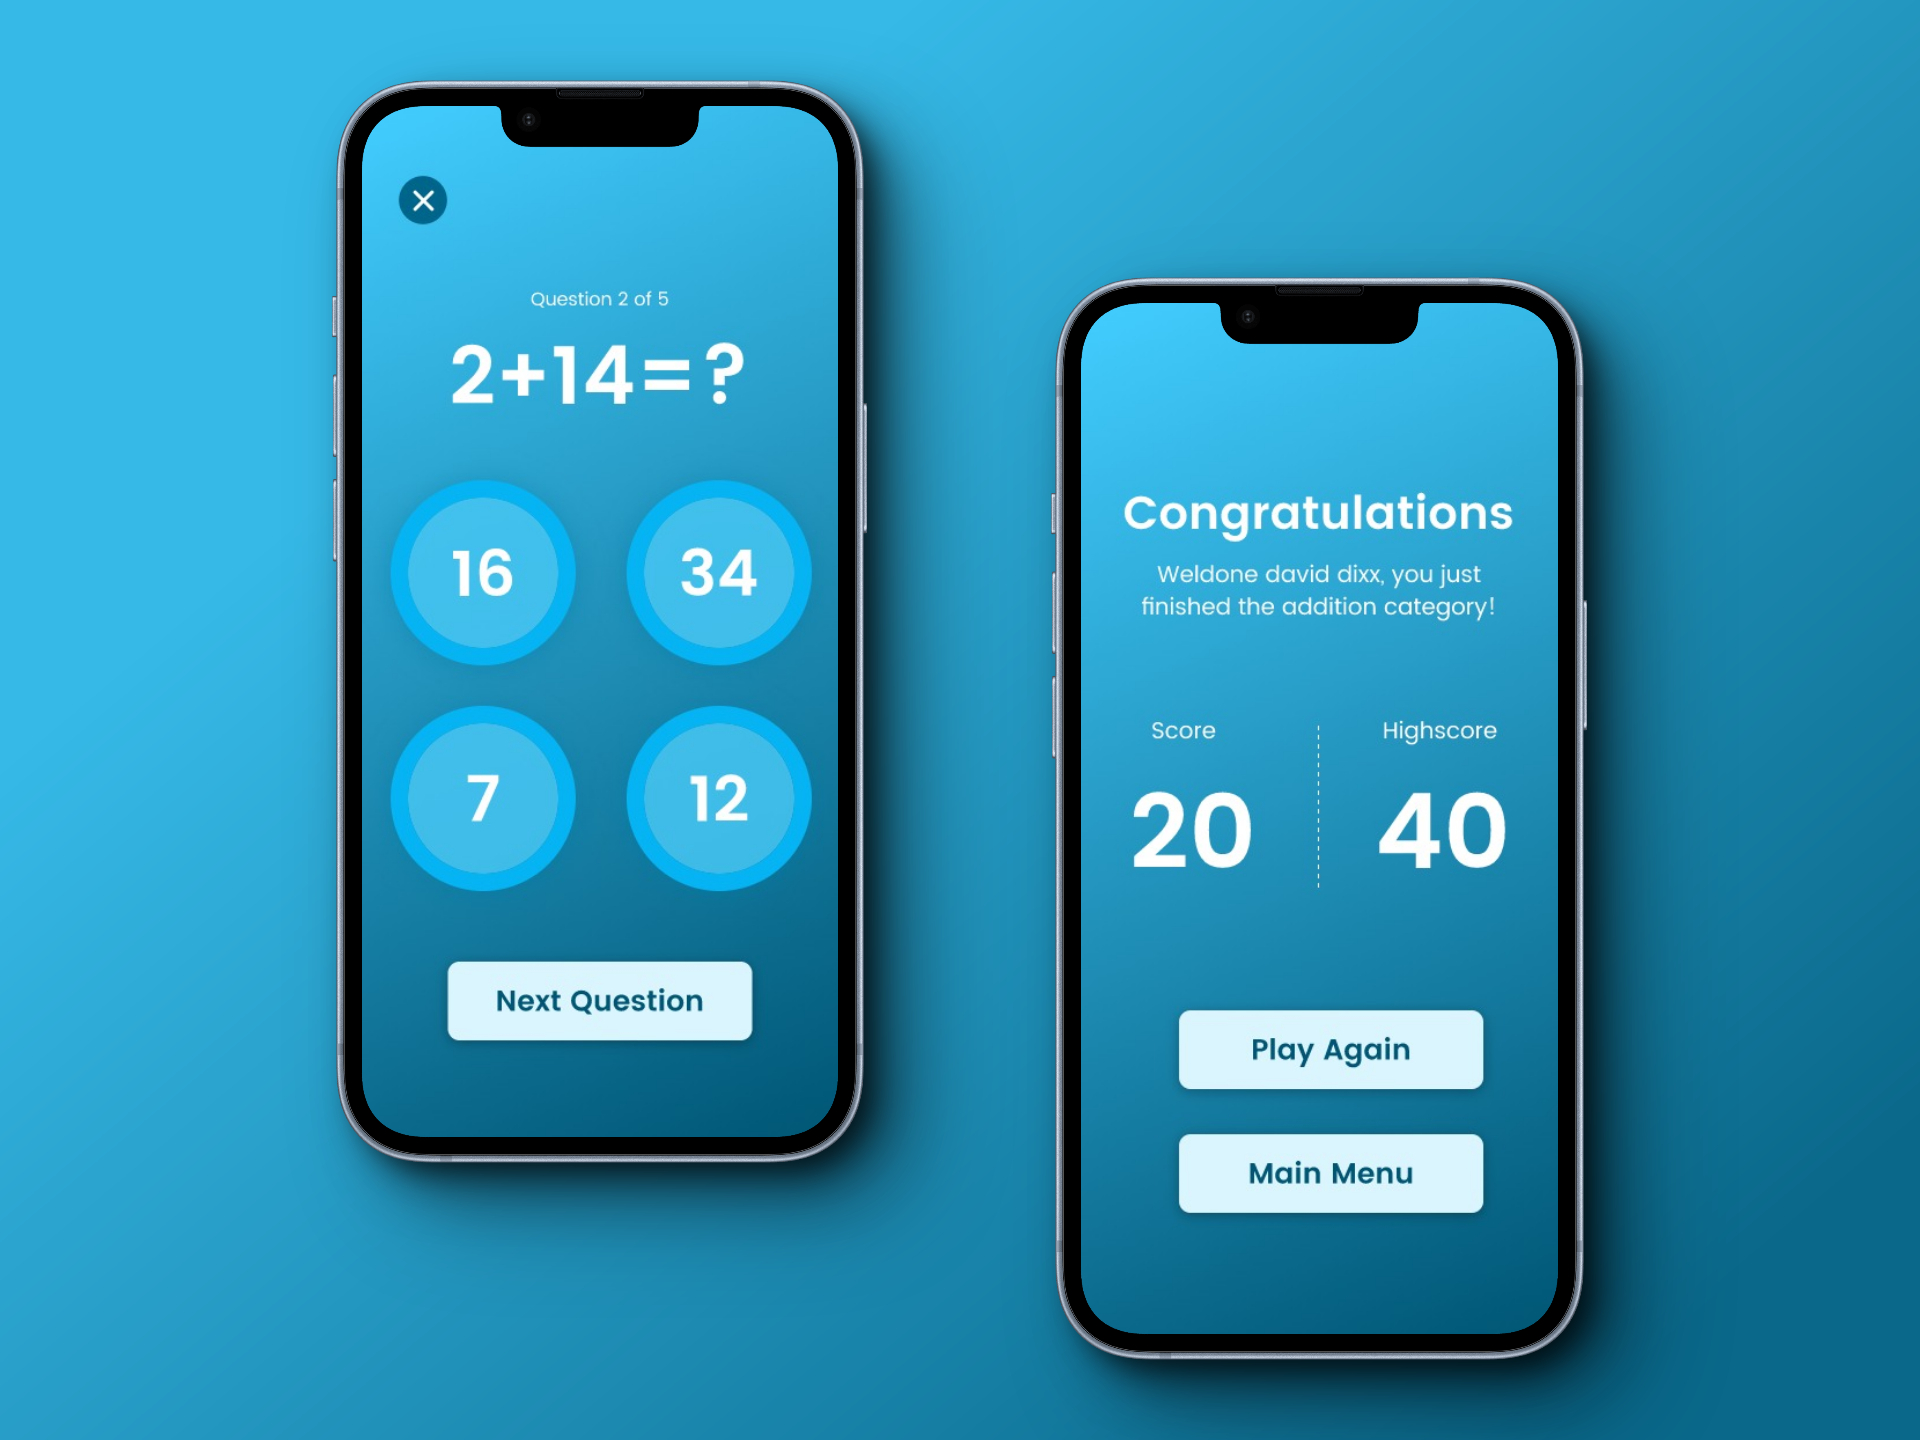 Question 2 of 5
2+14=?
16 34
7 12
Next Question
Congratulations
Weldone david dixx, you just
finished the addition category!
Score Highscore
20 40
Play Again
Main Menu